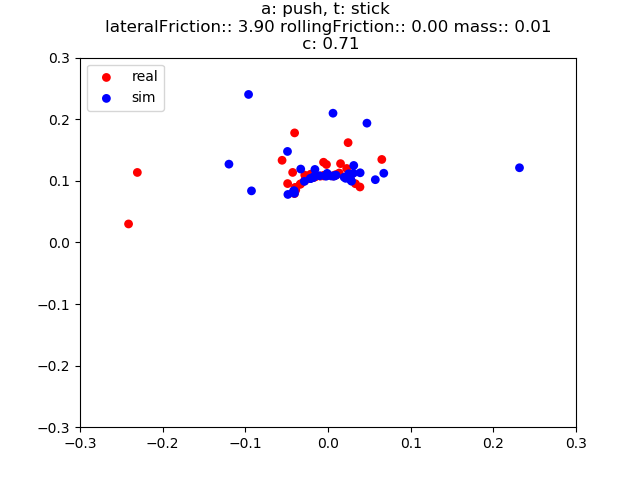 a: push, t: stick
lateralFriction:: 3.90 rollingFriction:: 0.00 mass:: 0.01
c: 0.71
real
sim
0.3
0.2
0.1
0.0
−0.1
−0.2
−0.3
−0.3 −0.2 −0.1 0.0 0.1 0.2 0.3